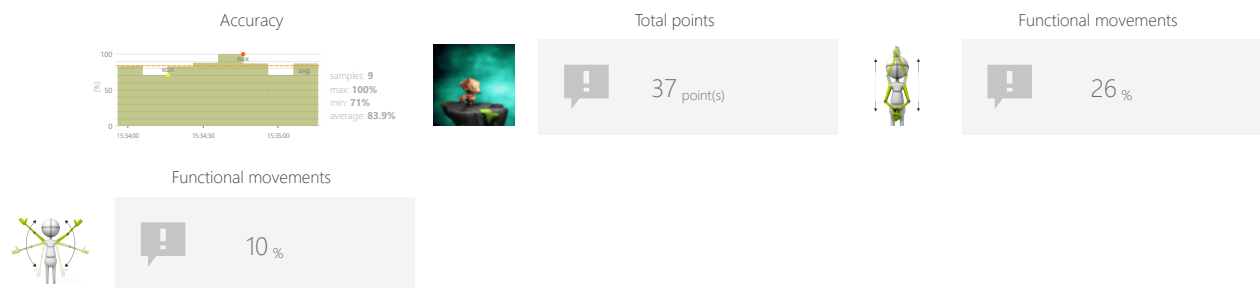 Accuracy
100
max
min
avg
[%]
50
0
15:34:00
15:34:30
15:35:00
samples: 9
max: 100%
min: 71%
average: 83.9%
Total points
37 point(s)
Functional movements
26 %
Functional movements
10 %